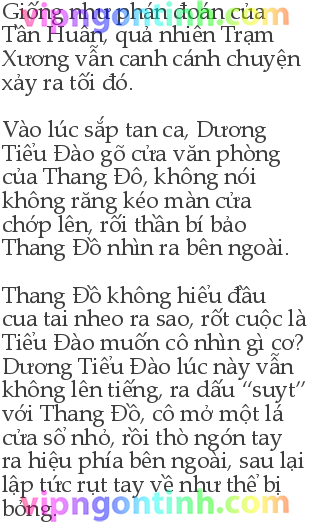 Giống như phán đoán của
vipngontinh.com
Tần Huân, quả nhiên Trạm
Xương vẫn canh cánh chuyện
xảy ra tối đó.
Vào lúc sắp tan ca, Dương
Tiểu Đào gõ cửa văn phòng
của Thang Đồ, không nói
không rằng kéo màn cửa
chớp lên, rồi thần bí bảo
Thang Đồ nhìn ra bên ngoài.
Thang Đồ không hiểu đầu
cua tai nheo ra sao, rốt cuộc là
Tiểu Đào muốn cô nhìn gì cơ?
Dương Tiểu Đào lúc này vẫn
không lên tiếng, ra dấu “suyt”
với Thang Đồ, cô mở một lá
cửa sổ nhỏ, rồi thò ngón tay
ra hiệu phía bên ngoài, sau lại
lập tức rụt tay về như thể bị
bỏng.
vipngontinh.com